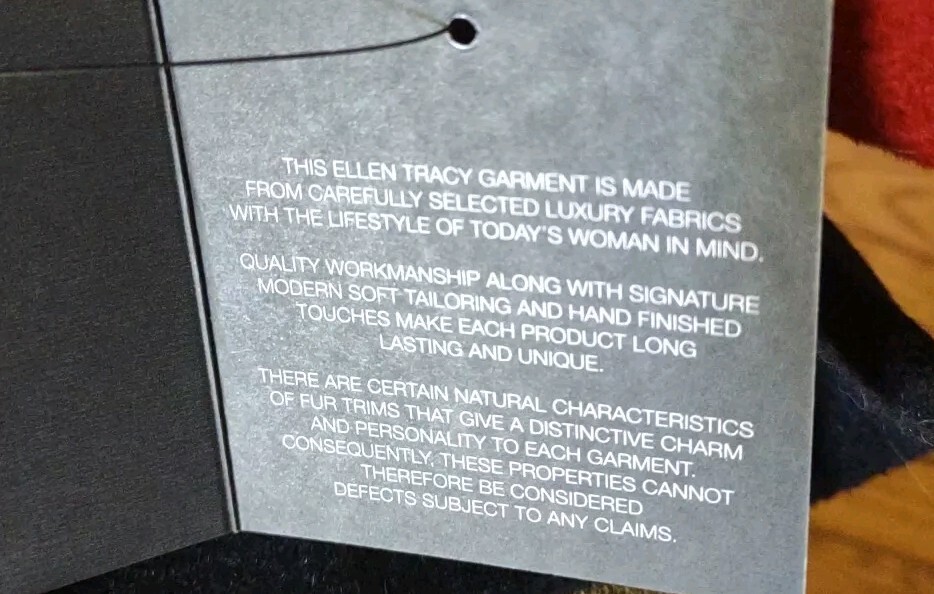 THIS ELLEN TRACY GARMENT IS MADE
FROM CAREFULLY SELECTED LUXURY FABRICS
WITH THE LIFESTYLE OF TODAY'S WOMAN IN MIND.
QUALITY WORKMANSHIP ALONG WITH SIGNATURE
MODERN SOFT TAILORING AND HAND FINISHED
TOUCHES MAKE EACH PRODUCT LONG
LASTING AND UNIQUE.
THERE ARE CERTAIN NATURAL CHARACTERISTICS
OF FUR TRIMS THAT GIVE A DISTINCTIVE CHARM
AND PERSONALITY TO EACH GARMENT.
CONSEQUENTLY, THESE PROPERTIES CANNOT
THEREFORE BE CONSIDERED
DEFECTS SUBJECT TO ANY CLAIMS.